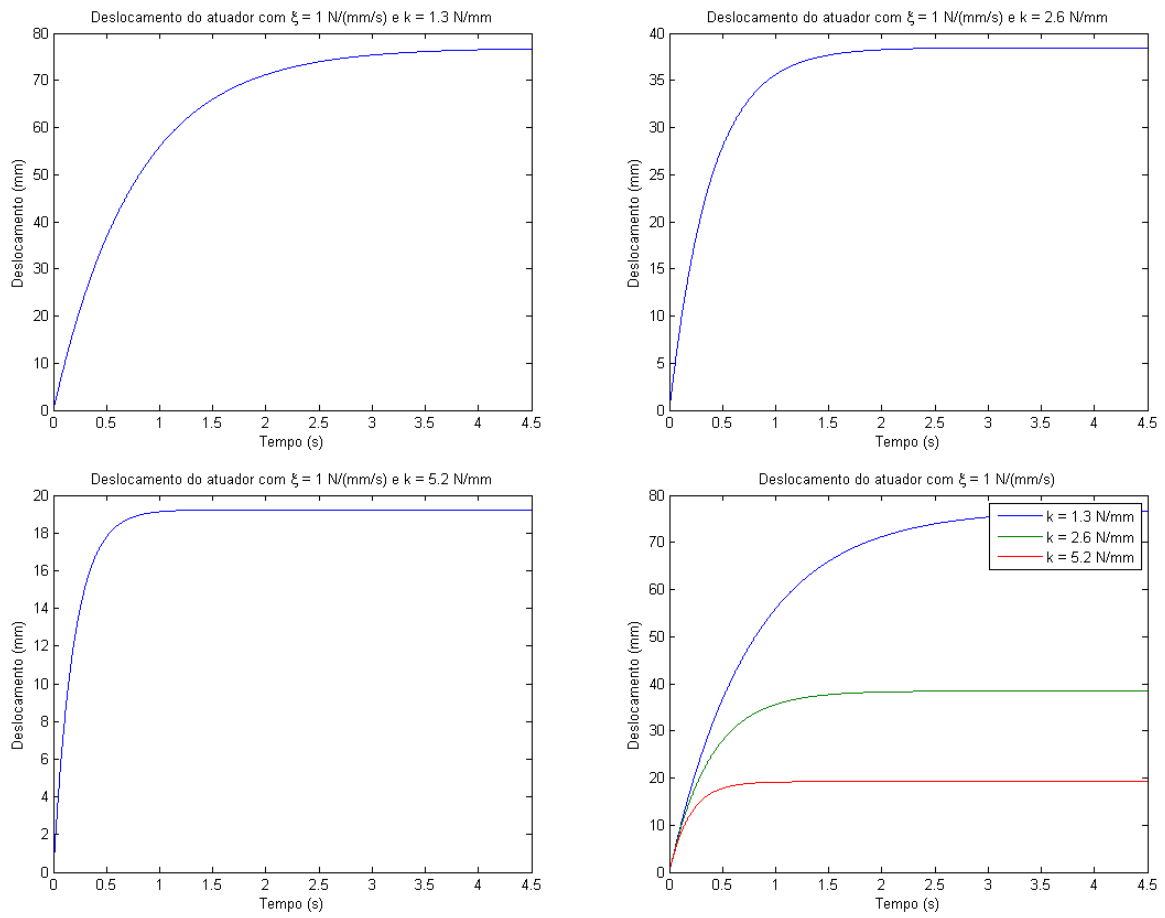 Deslocamento do atuador com ξ = 1 N/(mm/s) e k = 1.3 N/mm
80
70
60
50
40
30
20
10
0
Deslocamento (mm)
0 0.5 1 1.5 2 2.5 3 3.5 4 4.5
Tempo (s)
Deslocamento do atuador com ξ = 1 N/(mm/s) e k = 2.6 N/mm
40
35
30
25
20
15
10
5
0
Deslocamento (mm)
0 0.5 1 1.5 2 2.5 3 3.5 4 4.5
Tempo (s)
Deslocamento do atuador com ξ = 1 N/(mm/s) e k = 5.2 N/mm
20
18
16
14
12
10
8
6
4
2
0
Deslocamento (mm)
0 0.5 1 1.5 2 2.5 3 3.5 4 4.5
Tempo (s)
Deslocamento do atuador com ξ = 1 N/(mm/s)
80
70
60
50
40
30
20
10
0
Deslocamento (mm)
k = 1.3 N/mm
k = 2.6 N/mm
k = 5.2 N/mm
0 0.5 1 1.5 2 2.5 3 3.5 4 4.5
Tempo (s)